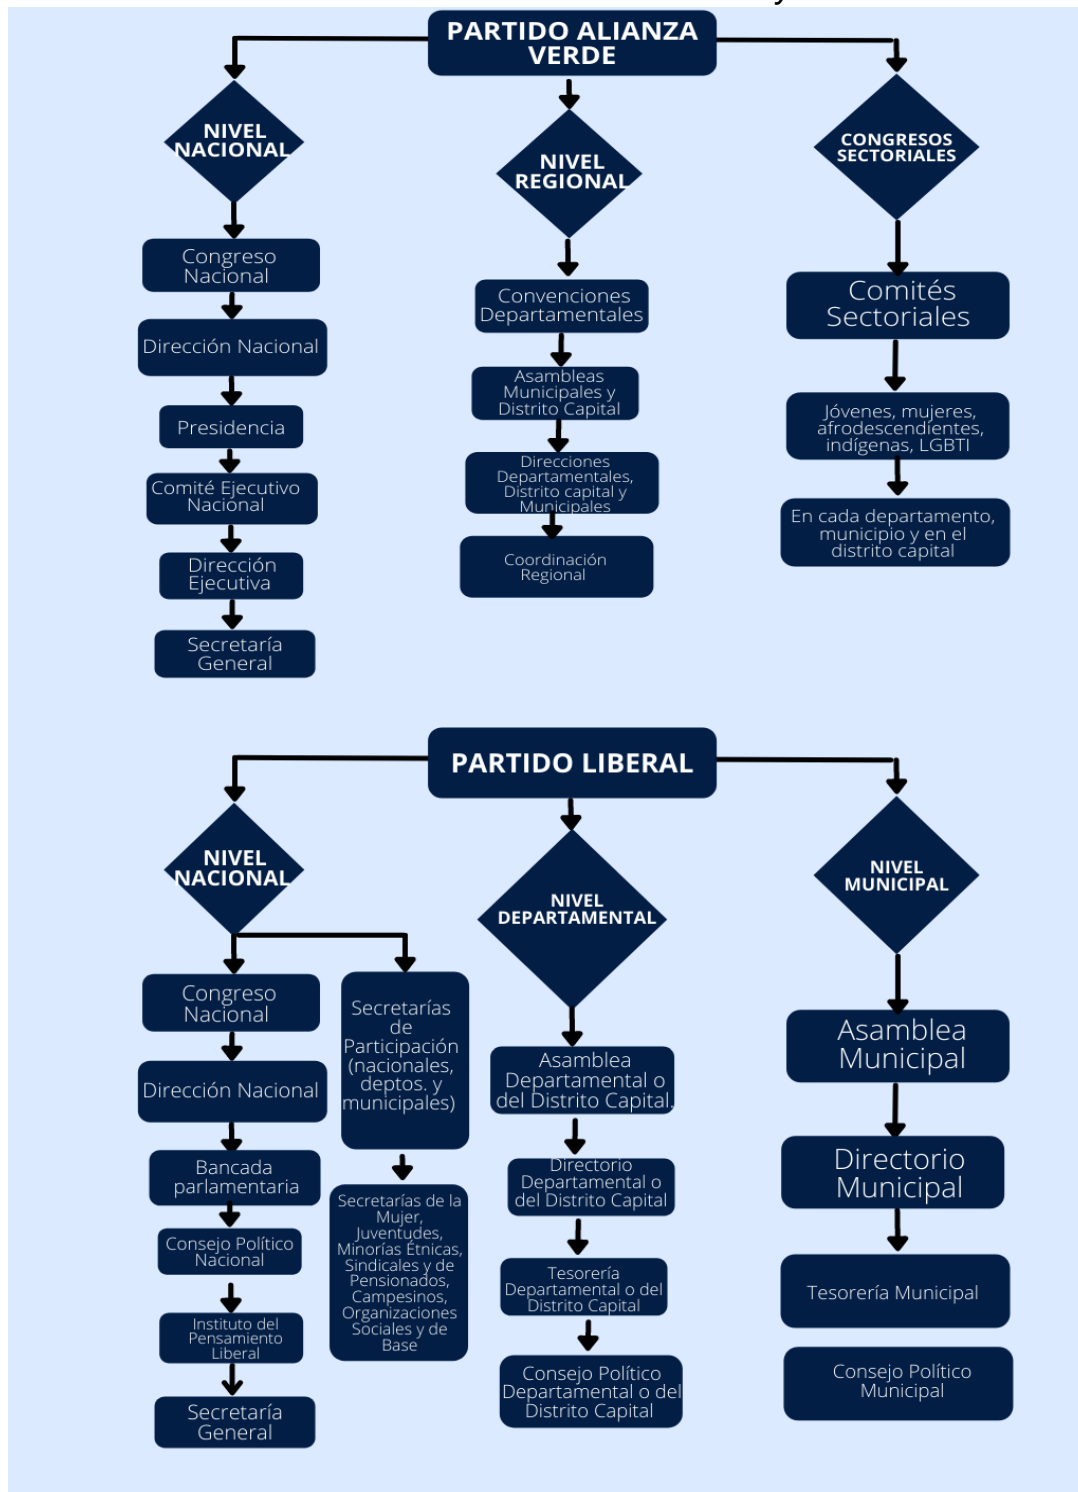 PARTIDO ALIANZA
VERDE
NIVEL
NACIONAL
Congreso
Nacional
Dirección Nacional
Presidencia
Comité Ejecutivo
Nacional
Dirección
Ejecutiva
Secretaría
General
NIVEL
REGIONAL
Convenciones
Departamentales
Asambleas
Municipales y
Distrito Capital
Direcciones
Departamentales,
Distrito capital y
Municipales
Coordinación
Regional
CONGRESOS
SECTORIALES
Comités
Sectoriales
Jóvenes, mujeres,
afrodescendientes,
indígenas, LGBTI
En cada departamento,
municipio y en el
distrito capital
PARTIDO LIBERAL
NIVEL
NACIONAL
Congreso
Nacional
Dirección Nacional
Bancada
parlamentaria
Consejo Político
Nacional
Instituto del
Pensamiento
Liberal
Secretaría
General
Secretarías
de
Participación
(nacionales,
deptos. y
municipales)
Secretarías de la
Mujer,
Juventudes,
Minorías Étnicas,
Sindicales y de
Pensionados,
Campesinos,
Organizaciones
Sociales y de
Base
NIVEL
DEPARTAMENTAL
Asamblea
Departamental o
del Distrito Capital.
Directorio
Departamental o
del Distrito Capital
Tesorería
Departamental o del
Distrito Capital
Consejo Político
Departamental o del
Distrito Capital
NIVEL
MUNICIPAL
Asamblea
Municipal
Directorio
Municipal
Tesorería Municipal
Consejo Político
Municipal